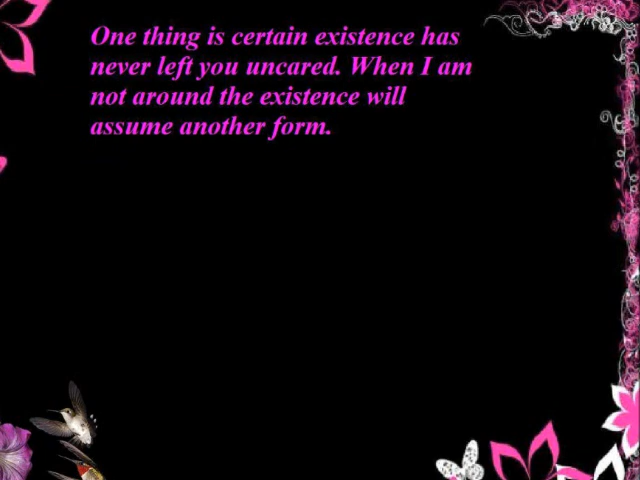 One thing is certain existence has
never left you uncared. When I am
not around the existence will
assume another form.